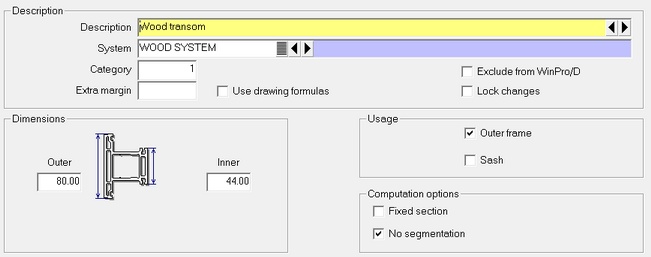 Description
Description Wood transom
System WOOD SYSTEM
Category 1 Exclude from WinPro/D
Extra margin Use drawing formulas Lock changes
Dimensions Usage
Outer frame
Outer Inner Sash
80.00 44.00
Computation options
Fixed section
No segmentation